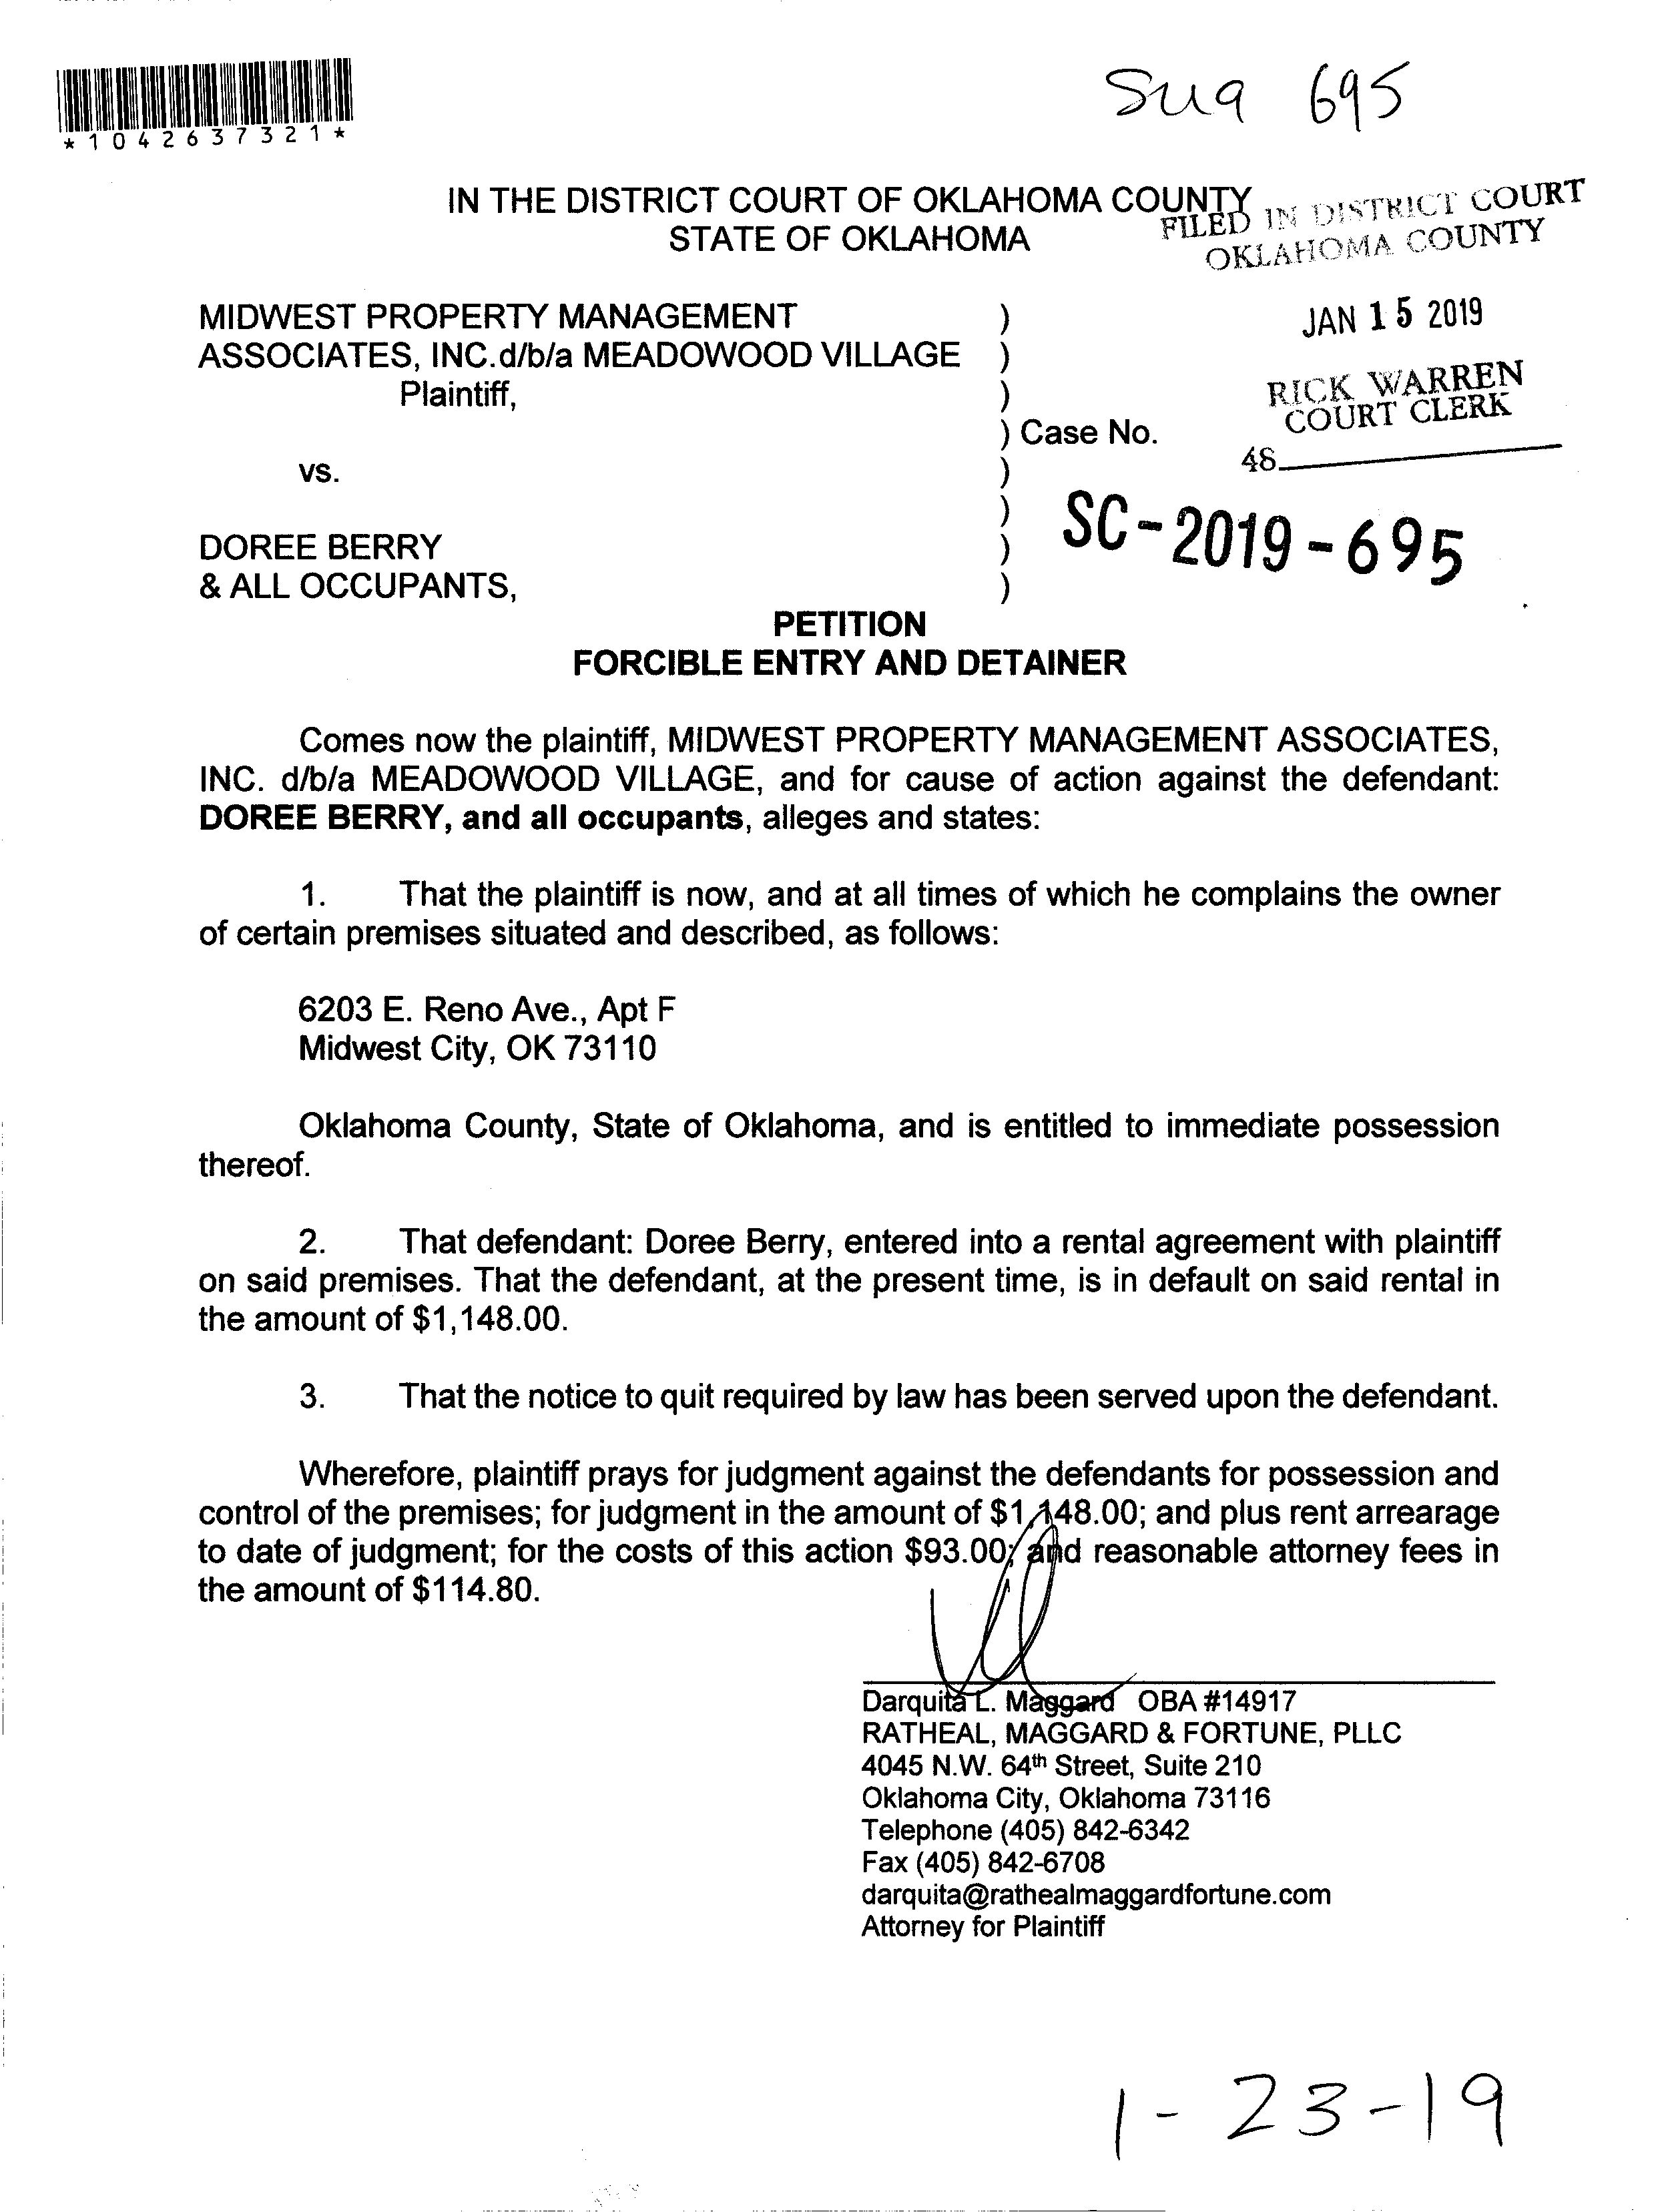 *1042637321*
Sua 695
IN THE DISTRICT COURT OF OKLAHOMA COUNTY
STATE OF OKLAHOMA
FILED IN DISTRICT COURT
OKLAHOMA COUNTY
JAN 15 2019
RICK WARREN
COURT CLERK
48
MIDWEST PROPERTY MANAGEMENT )
ASSOCIATES, INC.d/b/a MEADOWOOD VILLAGE )
Plaintiff, )
) Case No.
vs. )
)
SC-2019-695
DOREE BERRY )
& ALL OCCUPANTS, )
PETITION
FORCIBLE ENTRY AND DETAINER
Comes now the plaintiff, MIDWEST PROPERTY MANAGEMENT ASSOCIATES,
INC. d/b/a MEADOWOOD VILLAGE, and for cause of action against the defendant:
DOREE BERRY, and all occupants, alleges and states:
1. That the plaintiff is now, and at all times of which he complains the owner
of certain premises situated and described, as follows:
6203 E. Reno Ave., Apt F
Midwest City, OK 73110
Oklahoma County, State of Oklahoma, and is entitled to immediate possession
thereof.
2. That defendant: Doree Berry, entered into a rental agreement with plaintiff
on said premises. That the defendant, at the present time, is in default on said rental in
the amount of $1,148.00.
3. That the notice to quit required by law has been served upon the defendant.
Wherefore, plaintiff prays for judgment against the defendants for possession and
control of the premises; for judgment in the amount of $1,148.00; and plus rent arrearage
to date of judgment; for the costs of this action $93.00; and reasonable attorney fees in
the amount of $114.80.
Darquita L. Maggard OBA #14917
RATHEAL, MAGGARD & FORTUNE, PLLC
4045 N.W. 64th Street, Suite 210
Oklahoma City, Oklahoma 73116
Telephone (405) 842-6342
Fax (405) 842-6708
darquita@rathealmaggardfortune.com
Attorney for Plaintiff
1-23-19